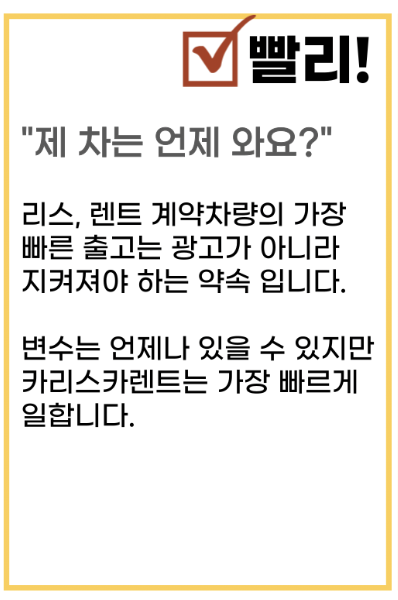 빨리!
"제 차는 언제 와요?"
리스, 렌트 계약차량의 가장
빠른 출고는 광고가 아니라
지켜져야 하는 약속 입니다.
변수는 언제나 있을 수 있지만
카리스카렌트는 가장 빠르게
일합니다.